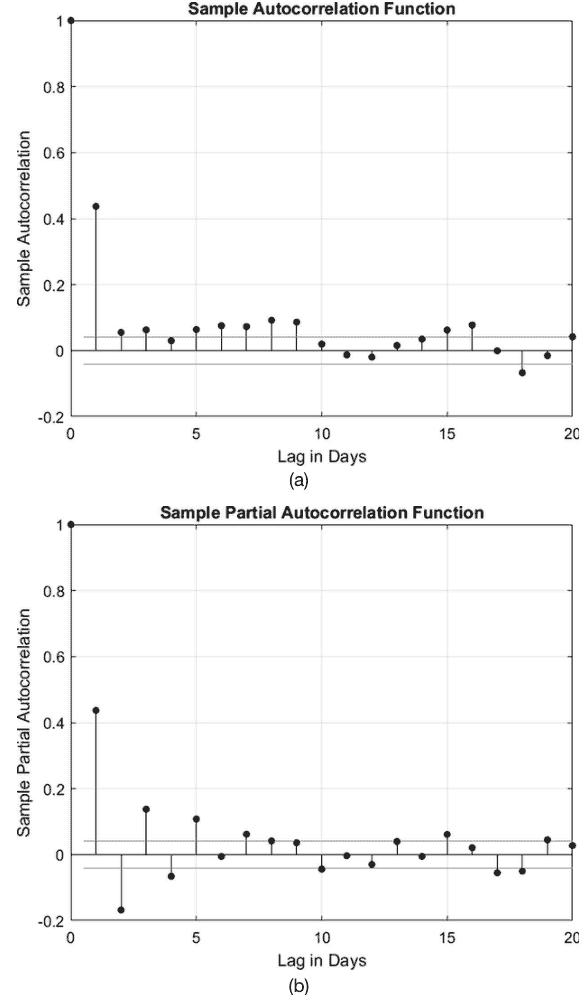 Sample Autocorrelation Function
1
0.8
0.6
0.4
0.2
0
-0.2
Sample Autocorrelation
0 5 10 15 20
Lag in Days
(a)
Sample Partial Autocorrelation Function
1
0.8
0.6
0.4
0.2
0
-0.2
Sample Partial Autocorrelation
0 5 10 15 20
Lag in Days
(b)